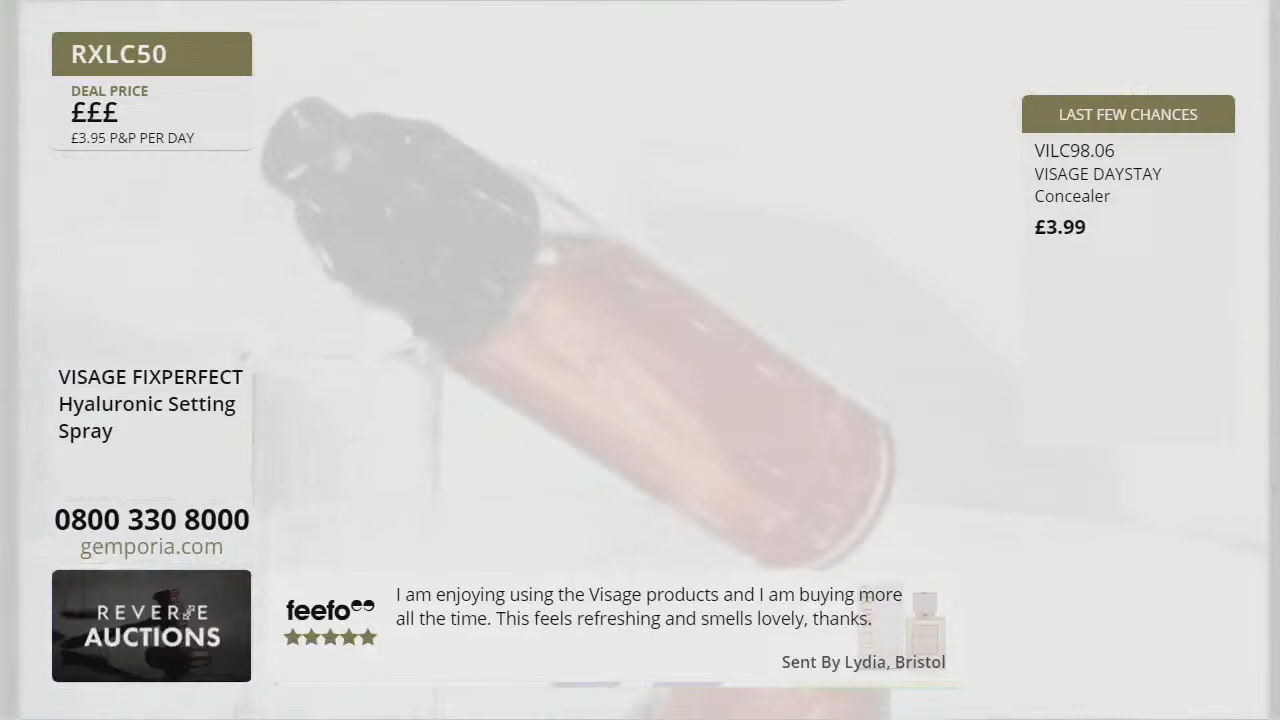 RXLC50
DEAL PRICE
£££
£3.95 P&P PER DAY
LAST FEW CHANCES
VILC98.06
VISAGE DAYSTAY
Concealer
£3.99
VISAGE FIXPERFECT
Hyaluronic Setting
Spray
0800 330 8000
gemporia.com
REVERSE
AUCTIONS
feefo
I am enjoying using the Visage products and I am buying more
all the time. This feels refreshing and smells lovely, thanks.
Sent By Lydia, Bristol